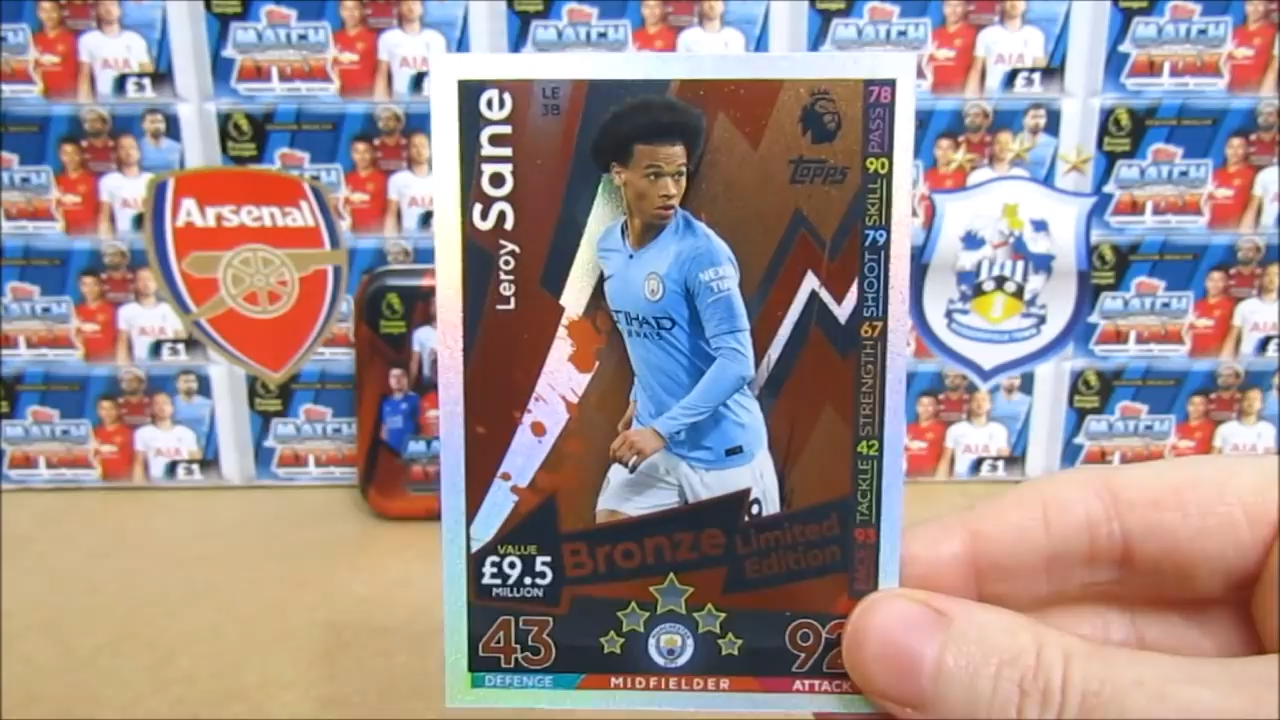 MATCH
ATTAX
AIA
£1
Arsenal
Leroy Sane
LE
3B
Topps
78 PASS
90 SKILL
79 SHOOT
67 STRENGTH
42 TACKLE
93 PACE
ETIHAD
VALUE
£9.5
MILLION
Bronze Limited
Edition
43
DEFENCE
MIDFIELDER
92
ATTACK